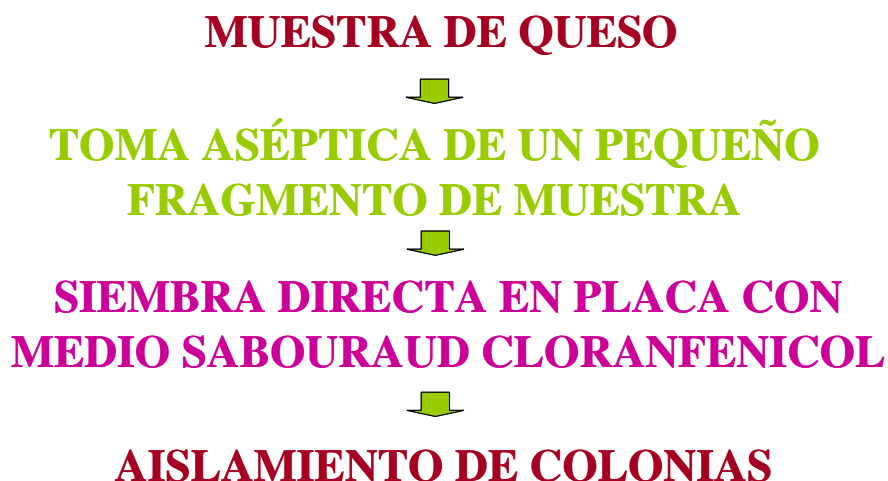 MUESTRA DE QUESO
TOMA ASÉPTICA DE UN PEQUEÑO
FRAGMENTO DE MUESTRA
SIEMBRA DIRECTA EN PLACA CON
MEDIO SABOURAUD CLORANFENICOL
AISLAMIENTO DE COLONIAS